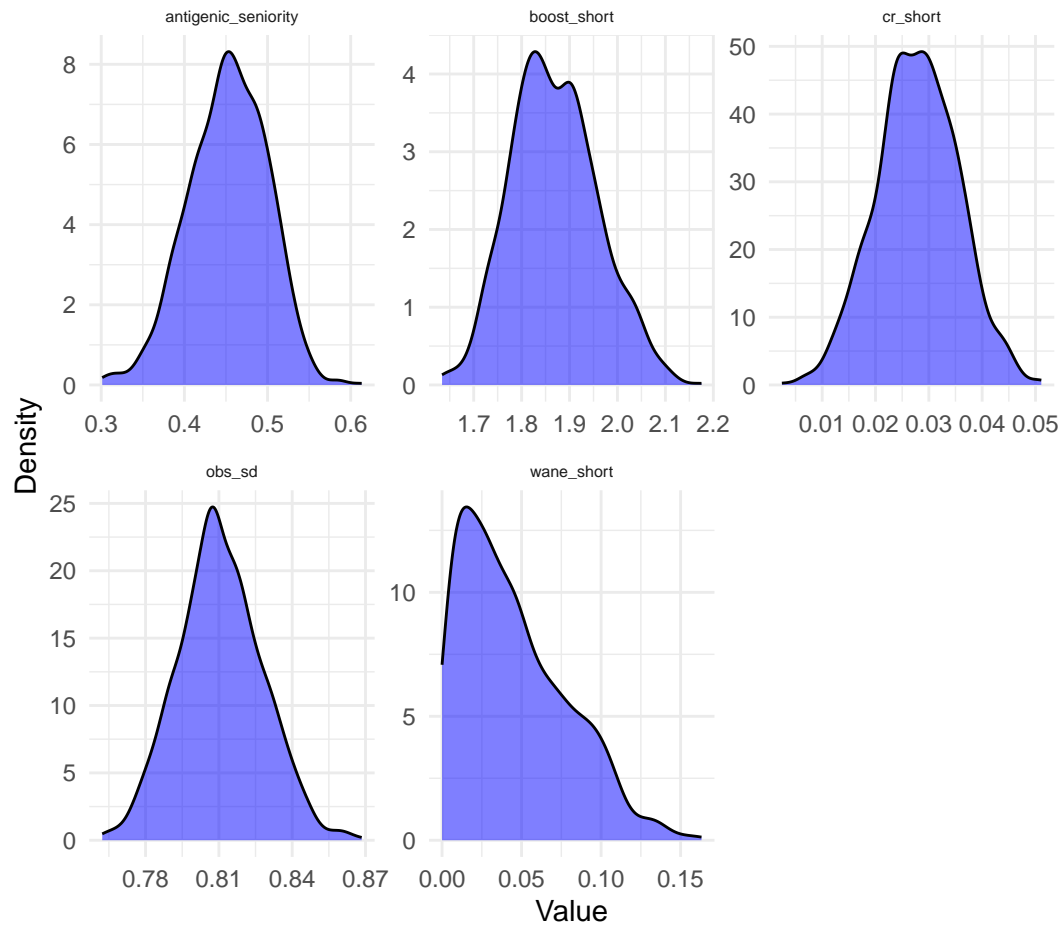 antigenic_seniority
boost_short
cr_short
8
6
4
2
0
4
3
2
1
0
50
40
30
20
10
0
0.3 0.4 0.5 0.6
1.7 1.8 1.9 2.0 2.1 2.2
0.01 0.02 0.03 0.04 0.05
Density
obs_sd
wane_short
25
20
15
10
5
0
10
5
0
0.78 0.81 0.84 0.87
0.00 0.05 0.10 0.15
Value